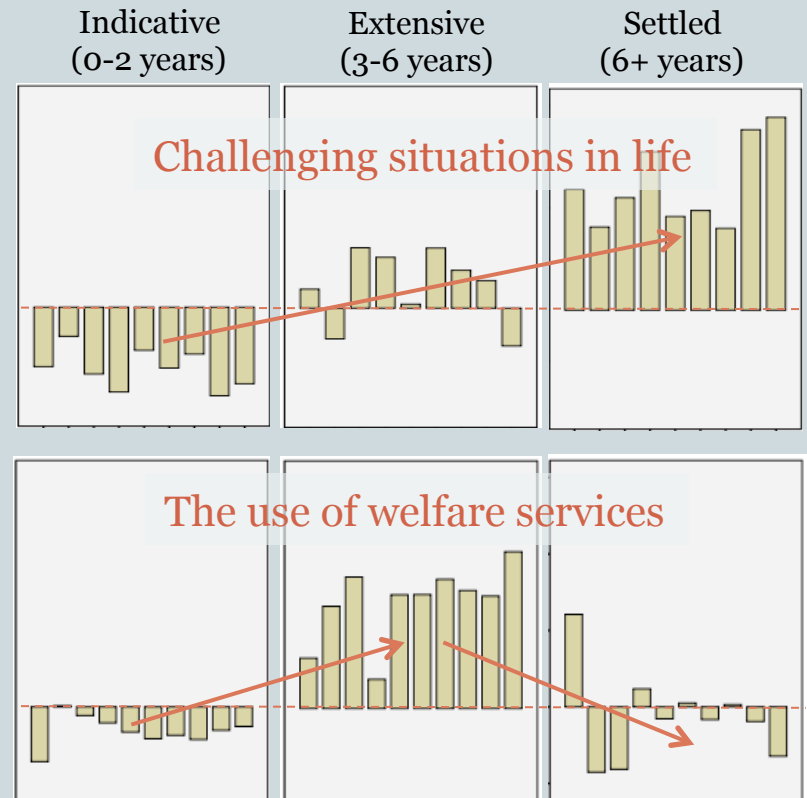 Indicative
(0-2 years)
Extensive
(3-6 years)
Settled
(6+ years)
Challenging situations in life
The use of welfare services